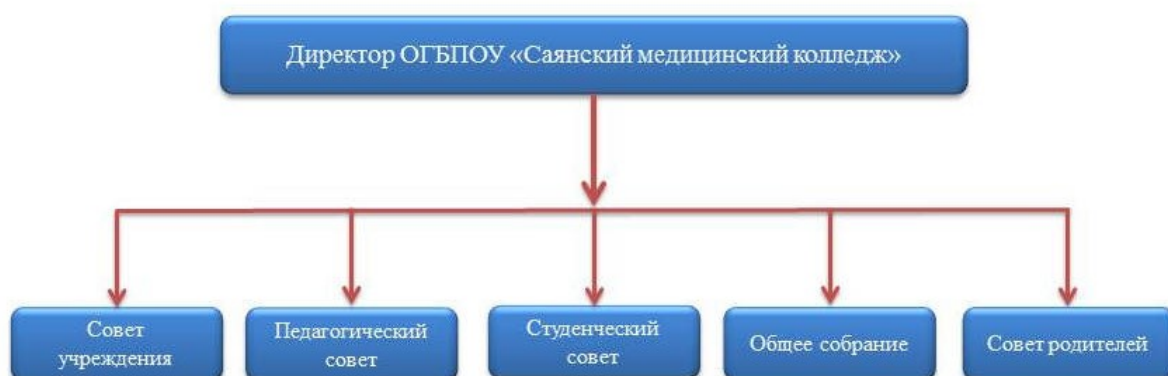 Директор ОГБПОУ «Саянский медицинский колледж»
Совет
учреждения
Педагогический
совет
Студенческий
совет
Общее собрание
Совет родителей